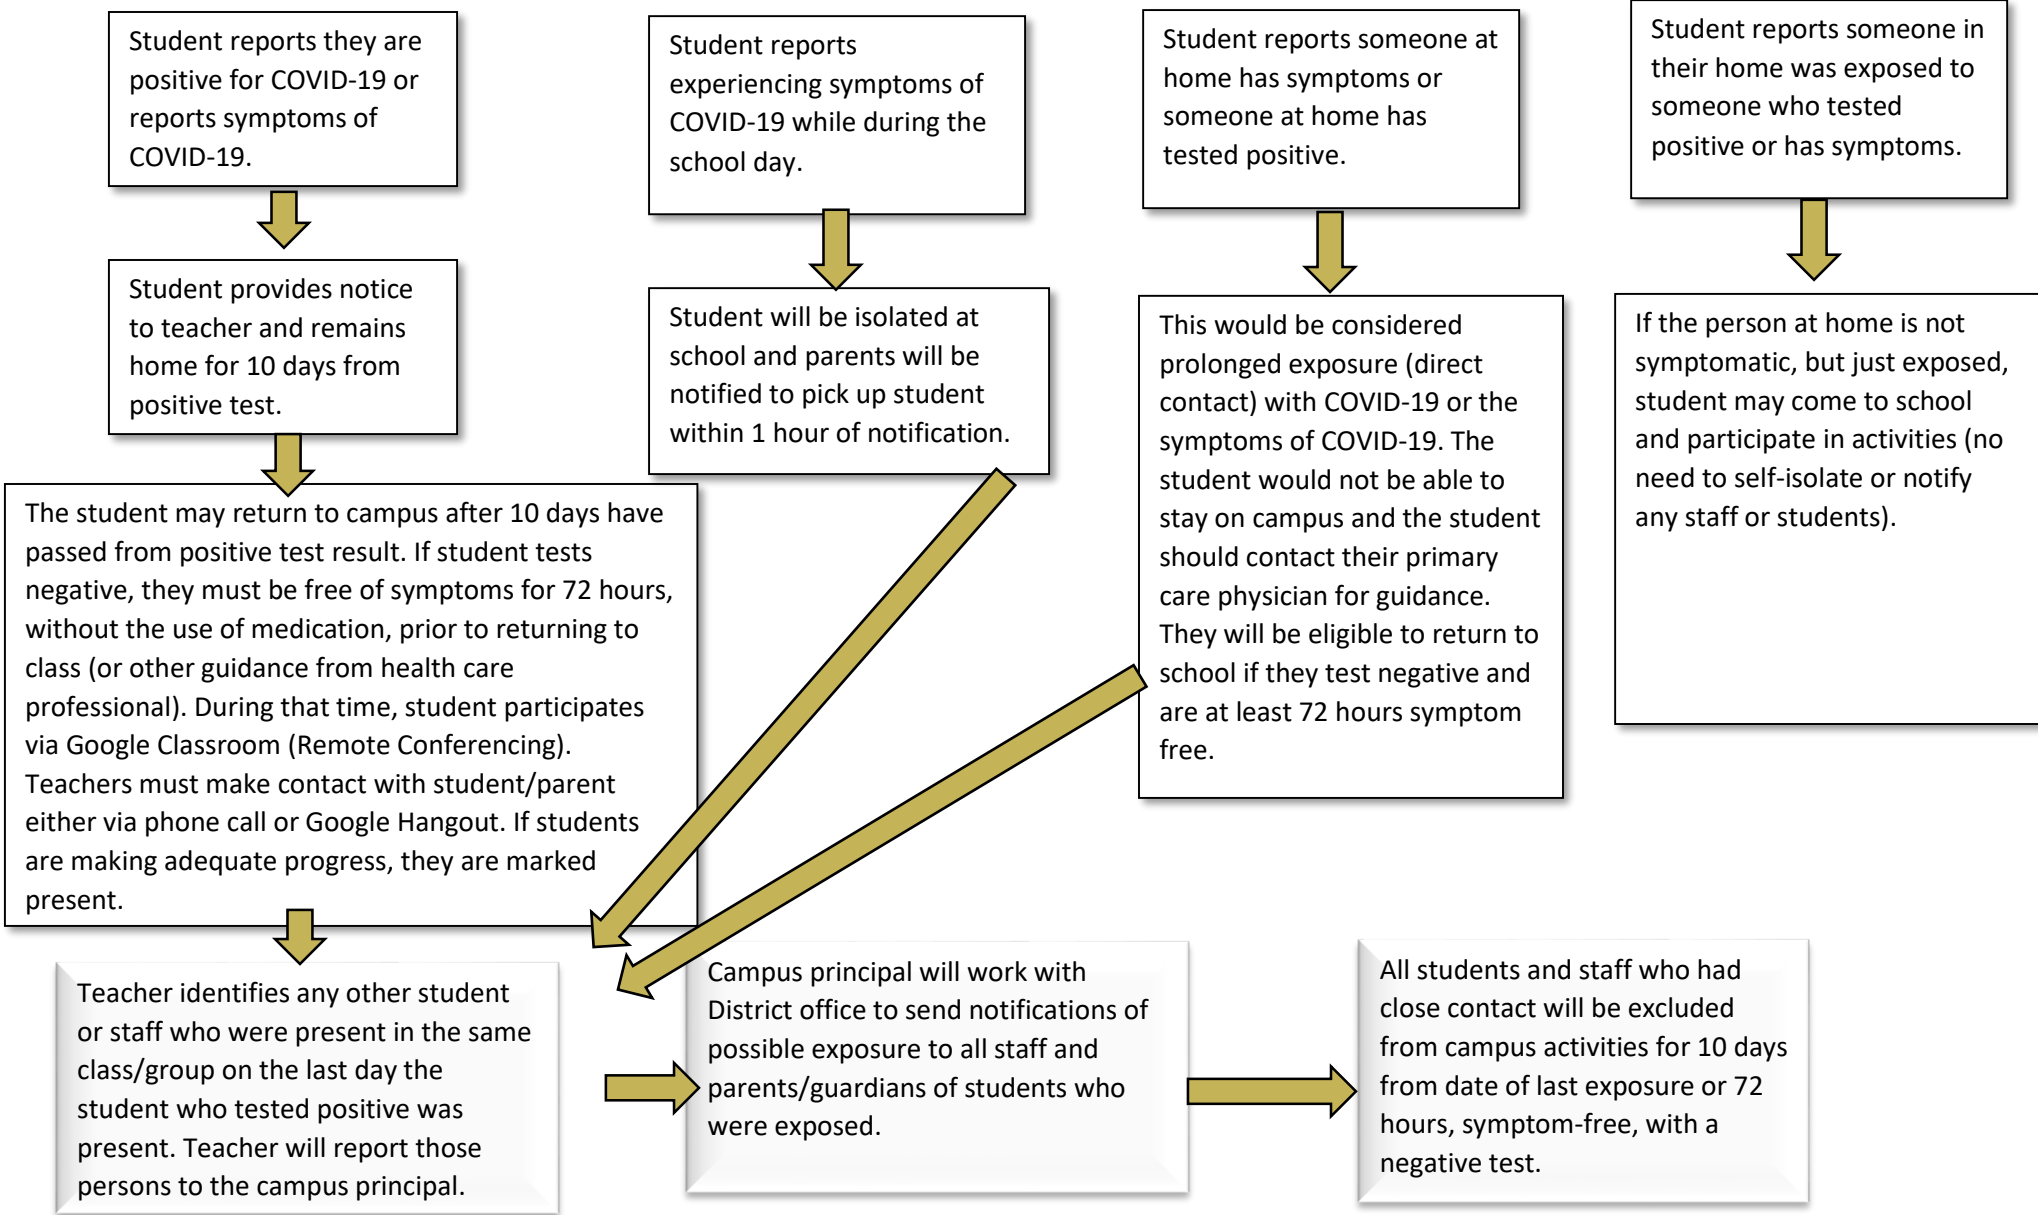 Student reports they are
positive for COVID-19 or
reports symptoms of
COVID-19.
Student reports
experiencing symptoms of
COVID-19 while during the
school day.
Student reports someone at
home has symptoms or
someone at home has
tested positive.
Student reports someone in
their home was exposed to
someone who tested
positive or has symptoms.
Student provides notice
to teacher and remains
home for 10 days from
positive test.
Student will be isolated at
school and parents will be
notified to pick up student
within 1 hour of notification.
This would be considered
prolonged exposure (direct
contact) with COVID-19 or the
symptoms of COVID-19. The
student would not be able to
stay on campus and the student
should contact their primary
care physician for guidance.
They will be eligible to return to
school if they test negative and
are at least 72 hours symptom
free.
If the person at home is not
symptomatic, but just exposed,
student may come to school
and participate in activities (no
need to self-isolate or notify
any staff or students).
The student may return to campus after 10 days have
passed from positive test result. If student tests
negative, they must be free of symptoms for 72 hours,
without the use of medication, prior to returning to
class (or other guidance from health care
professional). During that time, student participates
via Google Classroom (Remote Conferencing).
Teachers must make contact with student/parent
either via phone call or Google Hangout. If students
are making adequate progress, they are marked
present.
Teacher identifies any other student
or staff who were present in the same
class/group on the last day the
student who tested positive was
present. Teacher will report those
persons to the campus principal.
Campus principal will work with
District office to send notifications of
possible exposure to all staff and
parents/guardians of students who
were exposed.
All students and staff who had
close contact will be excluded
from campus activities for 10 days
from date of last exposure or 72
hours, symptom-free, with a
negative test.